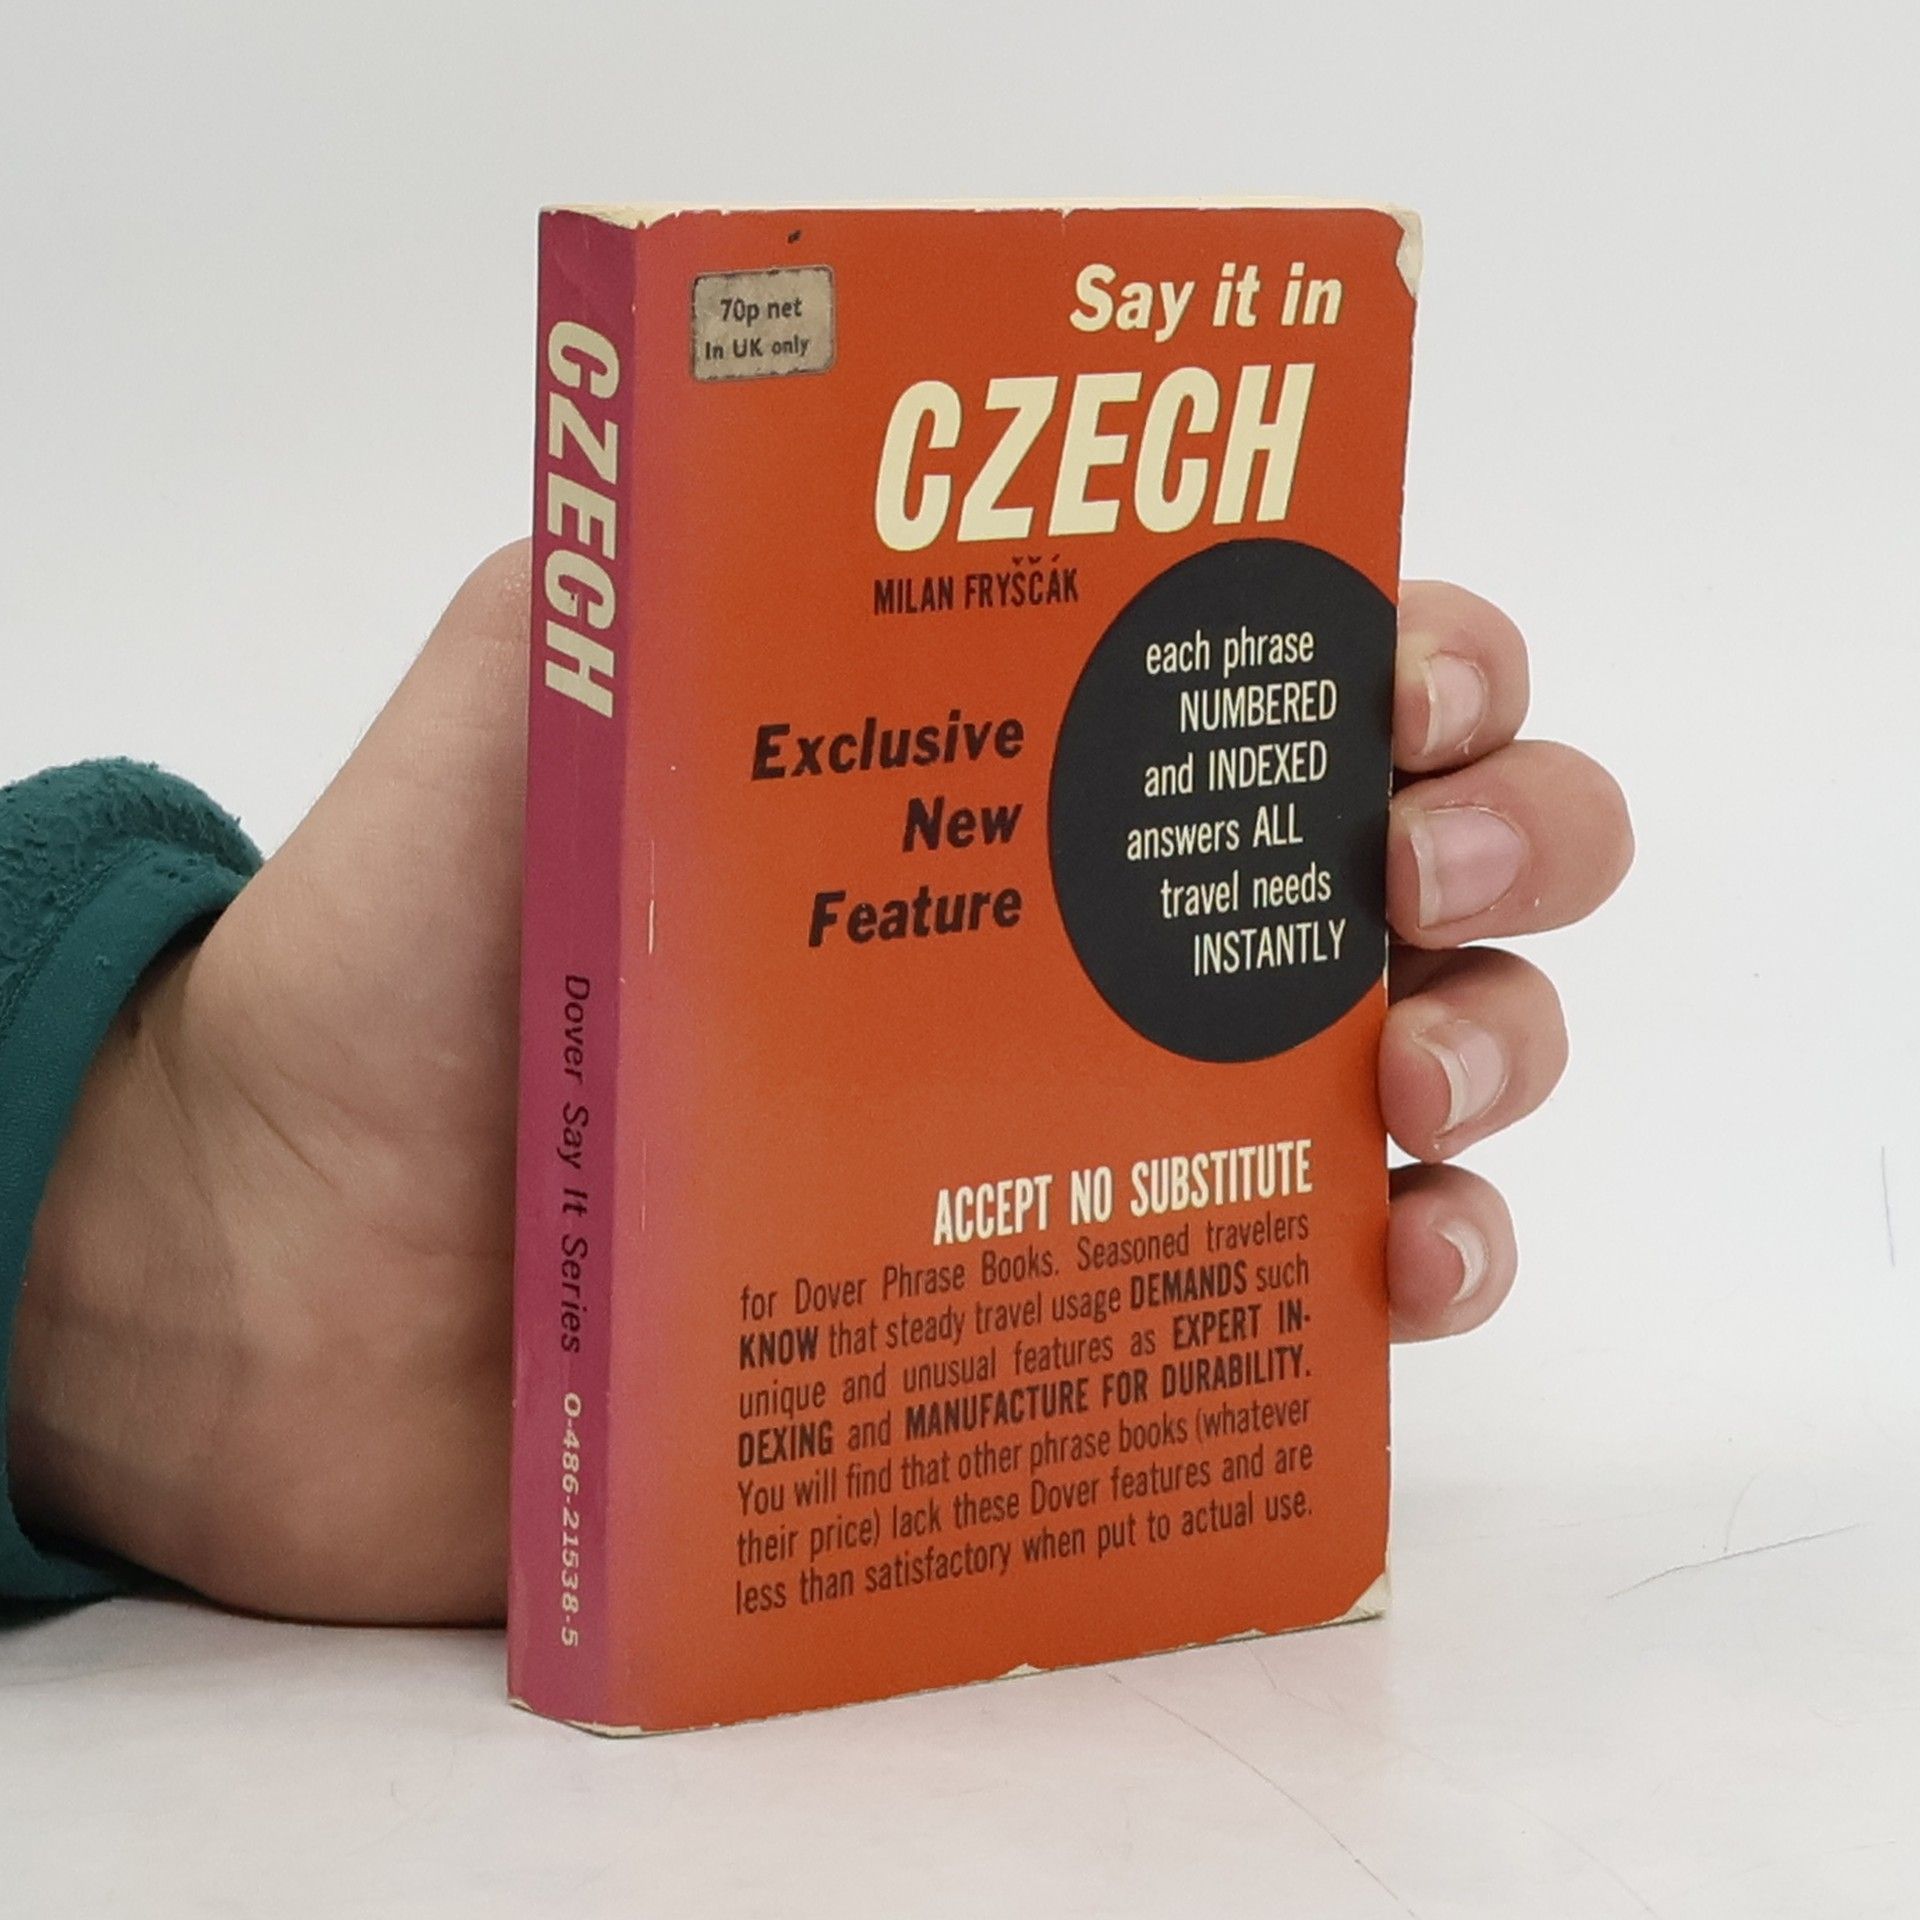 CZECH
Dover Say It Series
0-486-21538-5
70p net
In UK only
Say it in
CZECH
MILAN FRYŠČÁK
Exclusive
New
Feature
each phrase
NUMBERED
and INDEXED
answers ALL
travel needs
INSTANTLY
ACCEPT NO SUBSTITUTE
for Dover Phrase Books. Seasoned travelers
KNOW that steady travel usage DEMANDS such
unique and unusual features as EXPERT IN-
DEXING and MANUFACTURE FOR DURABILITY.
You will find that other phrase books (whatever
their price) lack these Dover features and are
less than satisfactory when put to actual use.